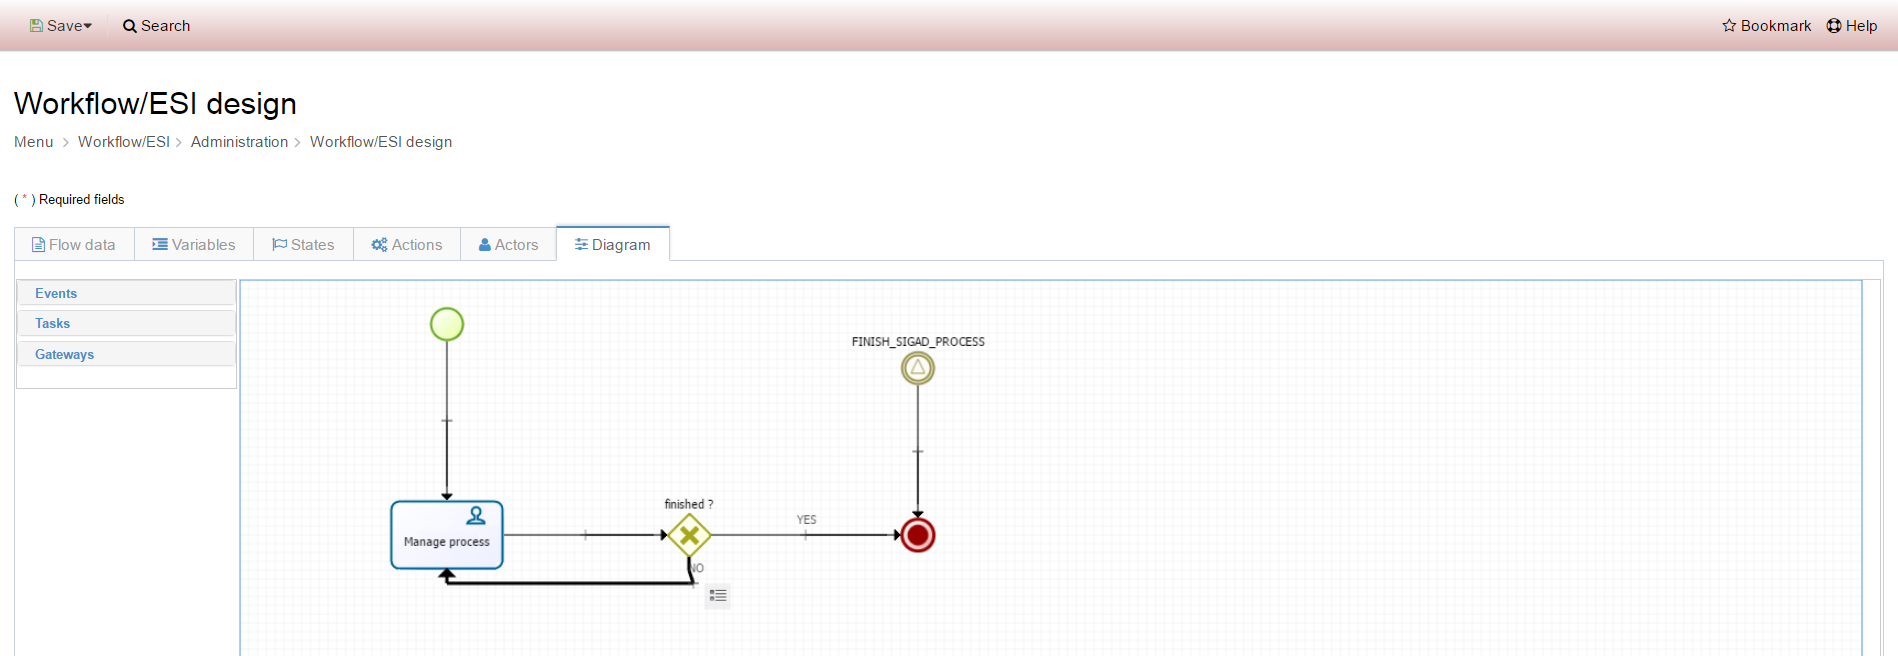 Save Search Bookmark Help
Workflow/ESI design
Menu > Workflow/ESI > Administration > Workflow/ESI design
( * ) Required fields
Flow data Variables States Actions Actors Diagram
Events
Tasks
Gateways
FINISH_SIGAD_PROCESS
finished ?
YES
Manage process
NO